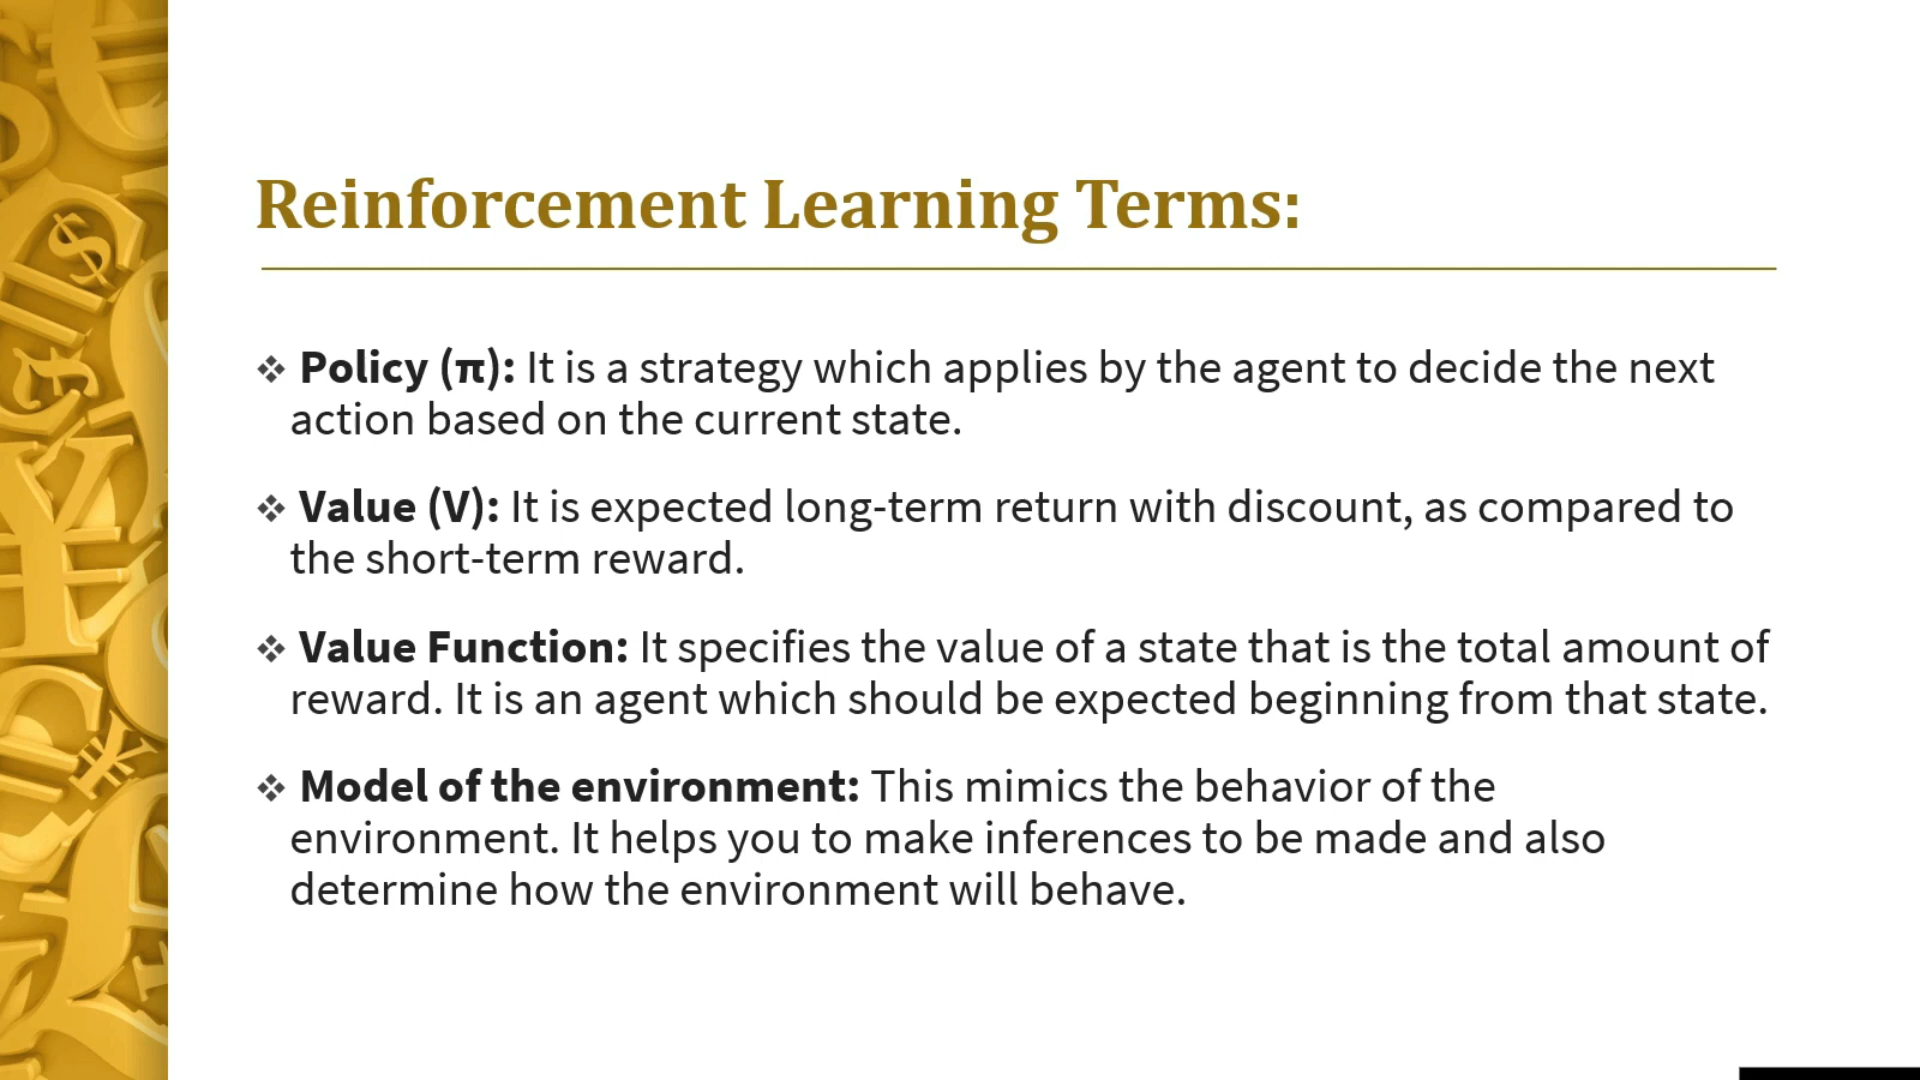 Reinforcement Learning Terms:
❖ Policy (π): It is a strategy which applies by the agent to decide the next
action based on the current state.
❖ Value (V): It is expected long-term return with discount, as compared to
the short-term reward.
❖ Value Function: It specifies the value of a state that is the total amount of
reward. It is an agent which should be expected beginning from that state.
❖ Model of the environment: This mimics the behavior of the
environment. It helps you to make inferences to be made and also
determine how the environment will behave.